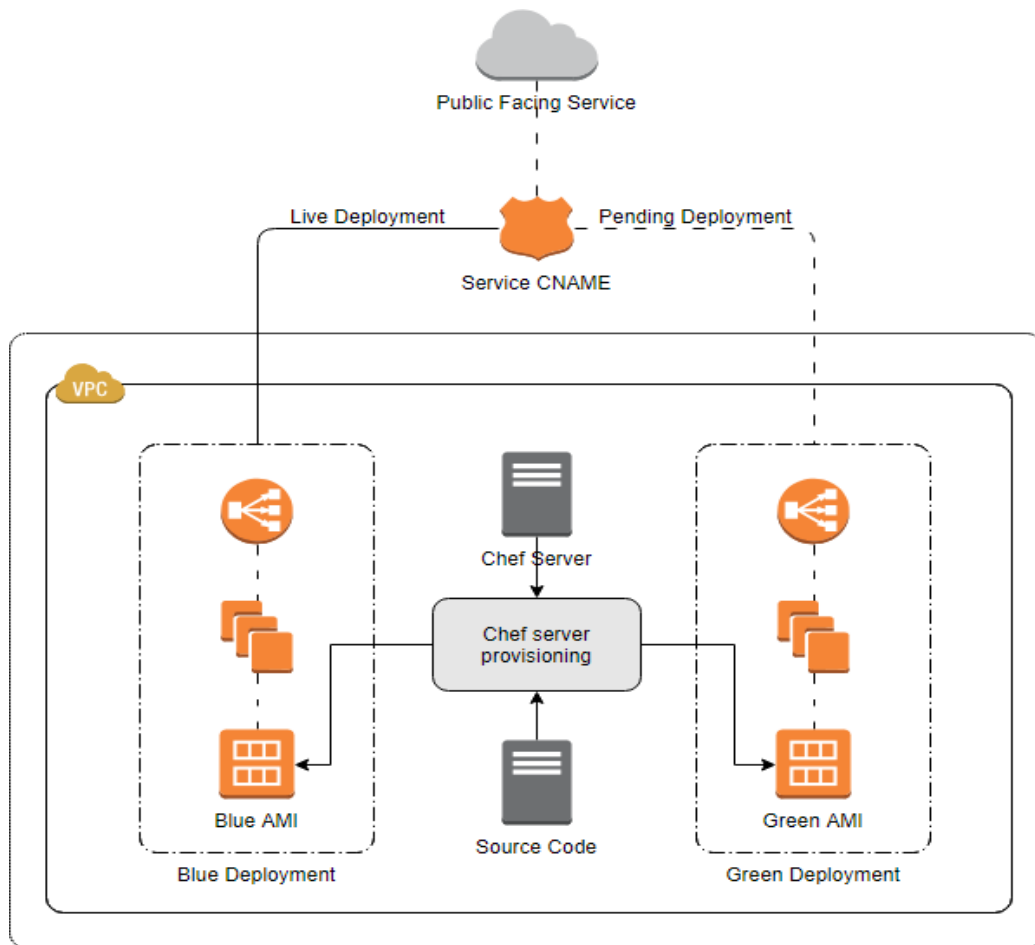 Public Facing Service
Live Deployment
Pending Deployment
Service CNAME
VPC
Chef Server
Chef server
provisioning
Blue AMI
Green AMI
Source Code
Blue Deployment
Green Deployment